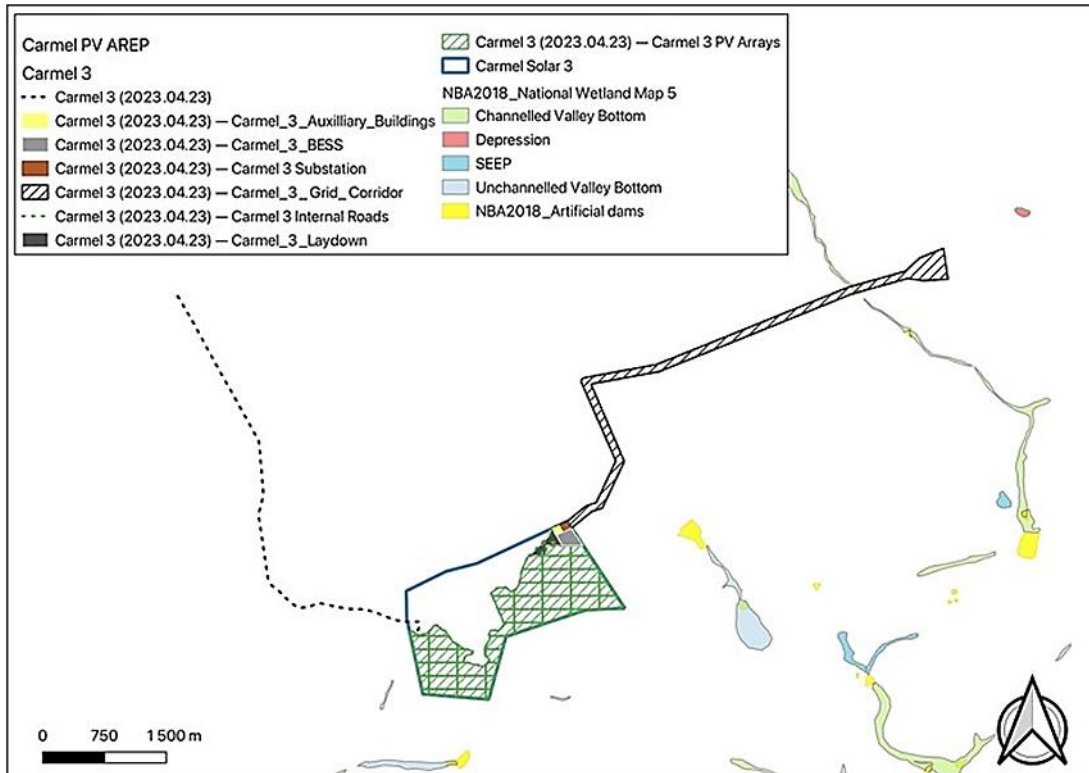 Carmel PV AREP
Carmel 3
Carmel 3 (2023.04.23)
Carmel 3 (2023.04.23) — Carmel_3_Auxilliary_Buildings
Carmel 3 (2023.04.23) — Carmel_3_BESS
Carmel 3 (2023.04.23) — Carmel 3 Substation
Carmel 3 (2023.04.23) — Carmel_3_Grid_Corridor
Carmel 3 (2023.04.23) — Carmel 3 Internal Roads
Carmel 3 (2023.04.23) — Carmel_3_Laydown
Carmel 3 (2023.04.23) — Carmel 3 PV Arrays
Carmel Solar 3
NBA2018_National Wetland Map 5
Channelled Valley Bottom
Depression
SEEP
Unchannelled Valley Bottom
NBA2018_Artificial dams
0 750 1 500 m